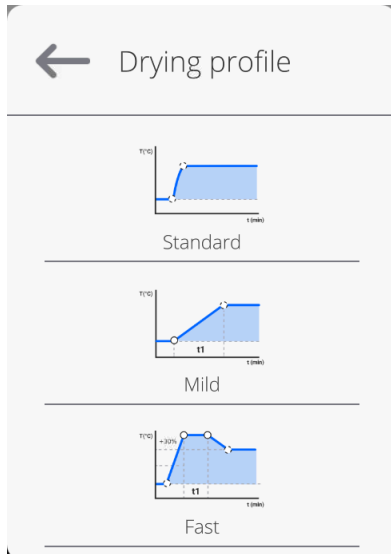 Drying profile
T(°C)
t (min)
Standard
T(°C)
t1
t (min)
Mild
T(°C)
+30%
t1
t (min)
Fast